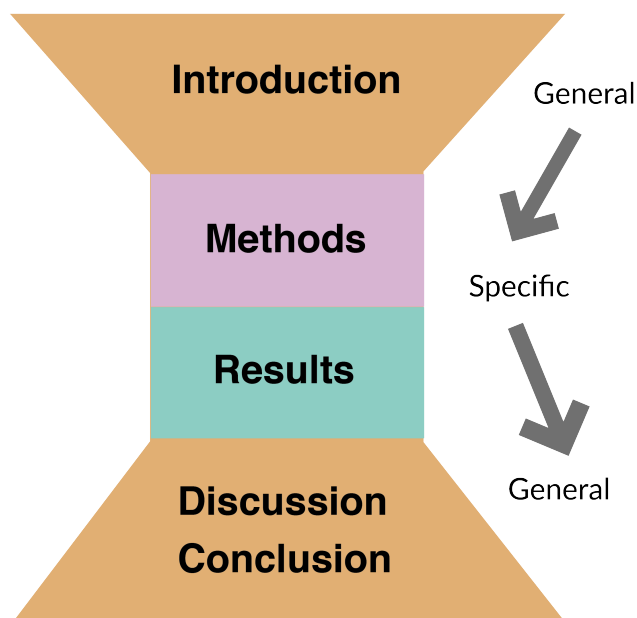 Introduction
General
Methods
Specific
Results
General
Discussion
Conclusion